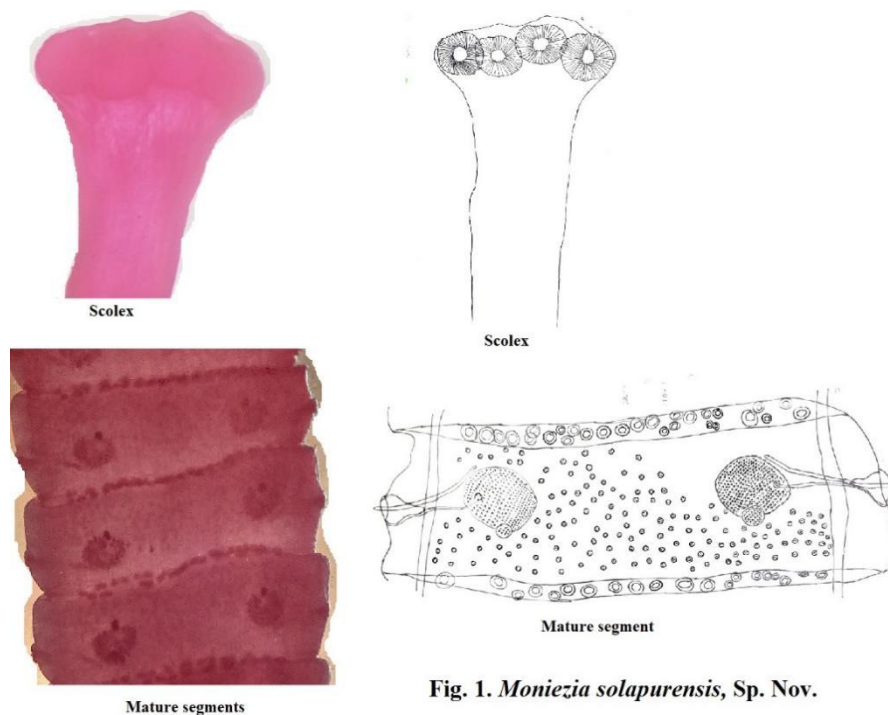 Scolex
Scolex
Mature segments
Mature segment
Fig. 1. Moniezia solapurensis, Sp. Nov.